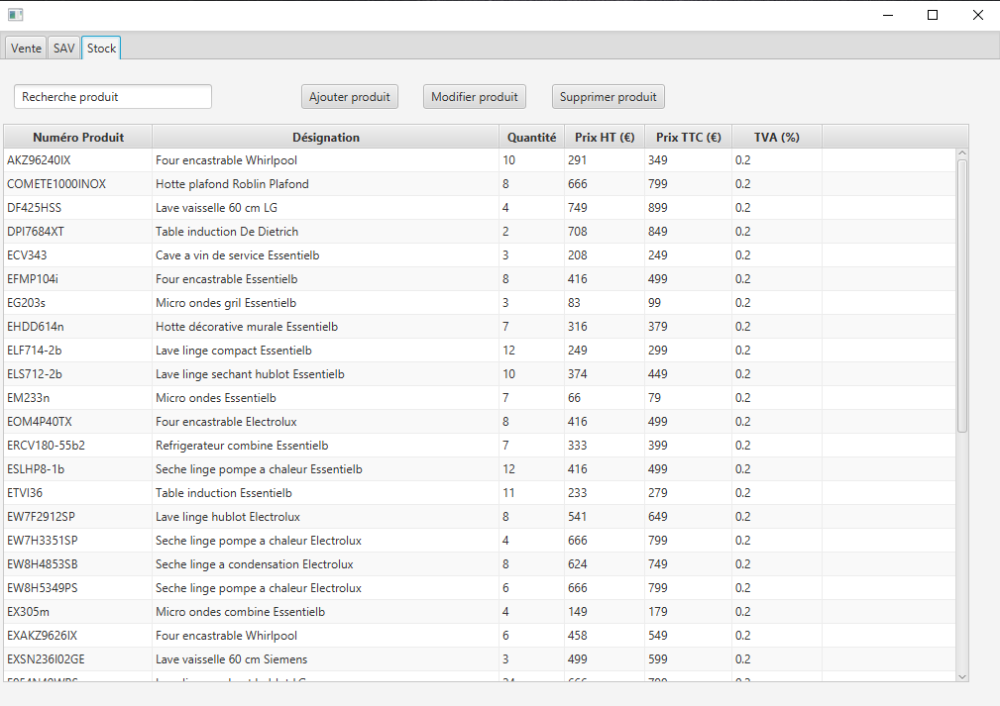 Vente SAV Stock
Recherche produit Ajouter produit Modifier produit Supprimer produit
Numéro Produit Désignation Quantité Prix HT (€) Prix TTC (€) TVA (%)
AKZ96240IX Four encastrable Whirlpool 10 291 349 0.2
COMETE1000INOX Hotte plafond Roblin Plafond 8 666 799 0.2
DF425HSS Lave vaisselle 60 cm LG 4 749 899 0.2
DPI7684XT Table induction De Dietrich 2 708 849 0.2
ECV343 Cave a vin de service Essentielb 3 208 249 0.2
EFMP104i Four encastrable Essentielb 8 416 499 0.2
EG203s Micro ondes gril Essentielb 3 83 99 0.2
EHDD614n Hotte décorative murale Essentielb 7 316 379 0.2
ELF714-2b Lave linge compact Essentielb 12 249 299 0.2
ELS712-2b Lave linge sechant hublot Essentielb 10 374 449 0.2
EM233n Micro ondes Essentielb 7 66 79 0.2
EOM4P40TX Four encastrable Electrolux 8 416 499 0.2
ERCV180-55b2 Refrigerateur combine Essentielb 7 333 399 0.2
ESLHP8-1b Seche linge pompe a chaleur Essentielb 12 416 499 0.2
ETVI36 Table induction Essentielb 11 233 279 0.2
EW7F2912SP Lave linge hublot Electrolux 8 541 649 0.2
EW7H3351SP Seche linge pompe a chaleur Electrolux 4 666 799 0.2
EW8H4853SB Seche linge a condensation Electrolux 8 624 749 0.2
EW8H5349PS Seche linge pompe a chaleur Electrolux 6 666 799 0.2
EX305m Micro ondes combine Essentielb 4 149 179 0.2
EXAKZ9626IX Four encastrable Whirlpool 6 458 549 0.2
EXSN236I02GE Lave vaisselle 60 cm Siemens 3 499 599 0.2